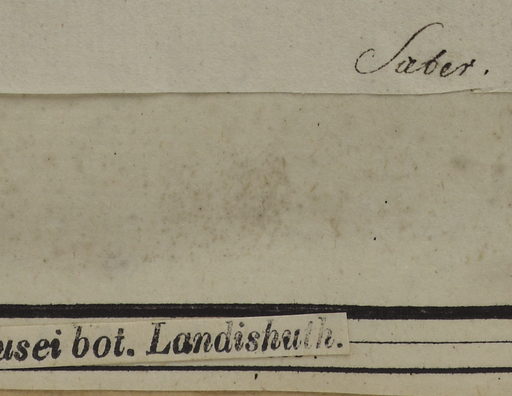 Saber.
usei bot. Landishuth.